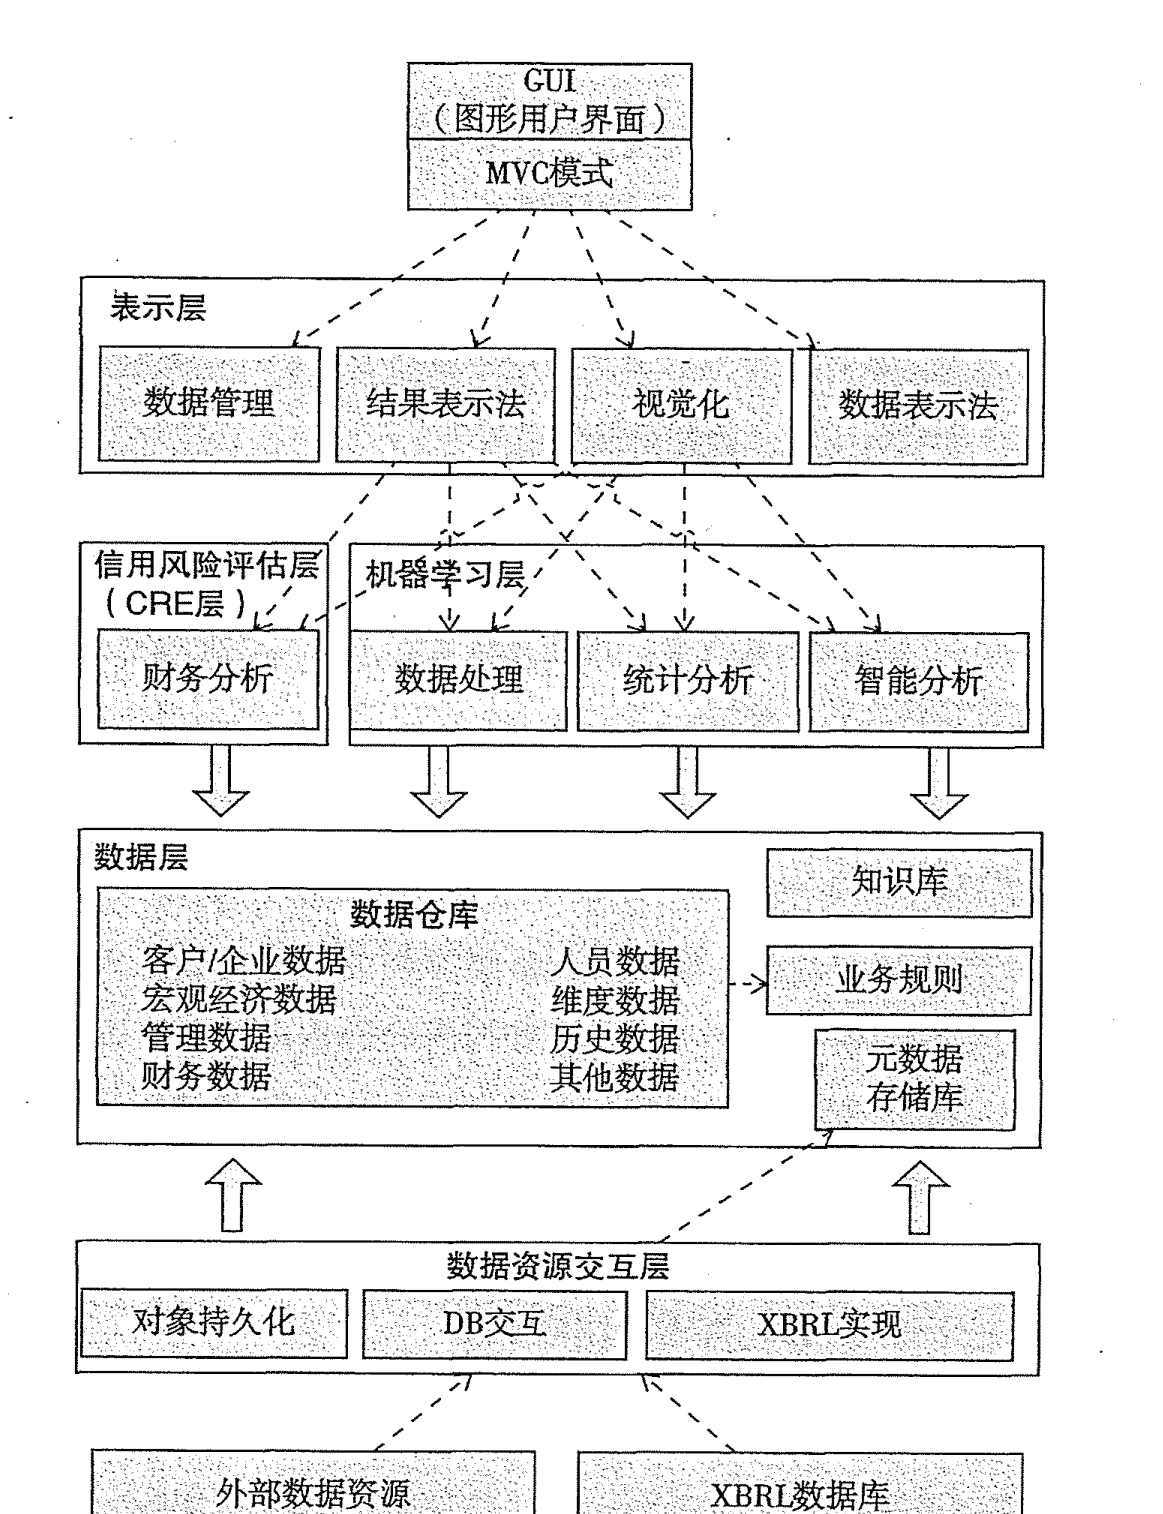 GUI
（图形用户界面）
MVC模式
表示层
数据管理
结果表示法
视觉化
数据表示法
信用风险评估层
（CRE层）
财务分析
机器学习层
数据处理
统计分析
智能分析
数据层
数据仓库
客户/企业数据
宏观经济数据
管理数据
财务数据
人员数据
维度数据
历史数据
其他数据
知识库
业务规则
元数据
存储库
数据资源交互层
对象持久化
DB交互
XBRL实现
外部数据资源
XBRL数据库